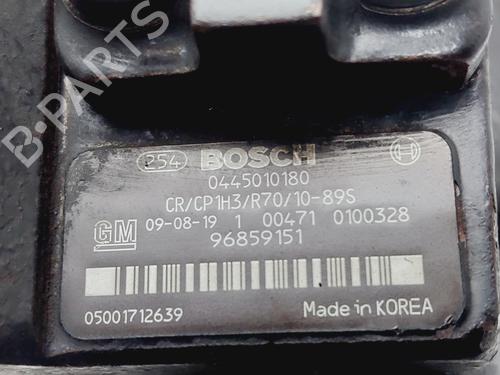 B-PARTS
254 BOSCH
0445010180
CR/CP1H3/R70/10-89S
GM 09-08-19 1 00471 0100328
96859151
05001712639 Made in KOREA